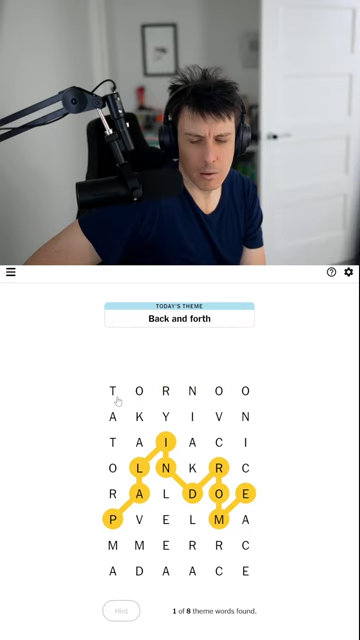 TODAY'S THEME
Back and forth
T O R N O O
A K Y I V N
T A I A C I
O L N K R C
R A L D O E
P V E L M A
M M E R R C
A D A A C E
Hint
1 of 8 theme words found.